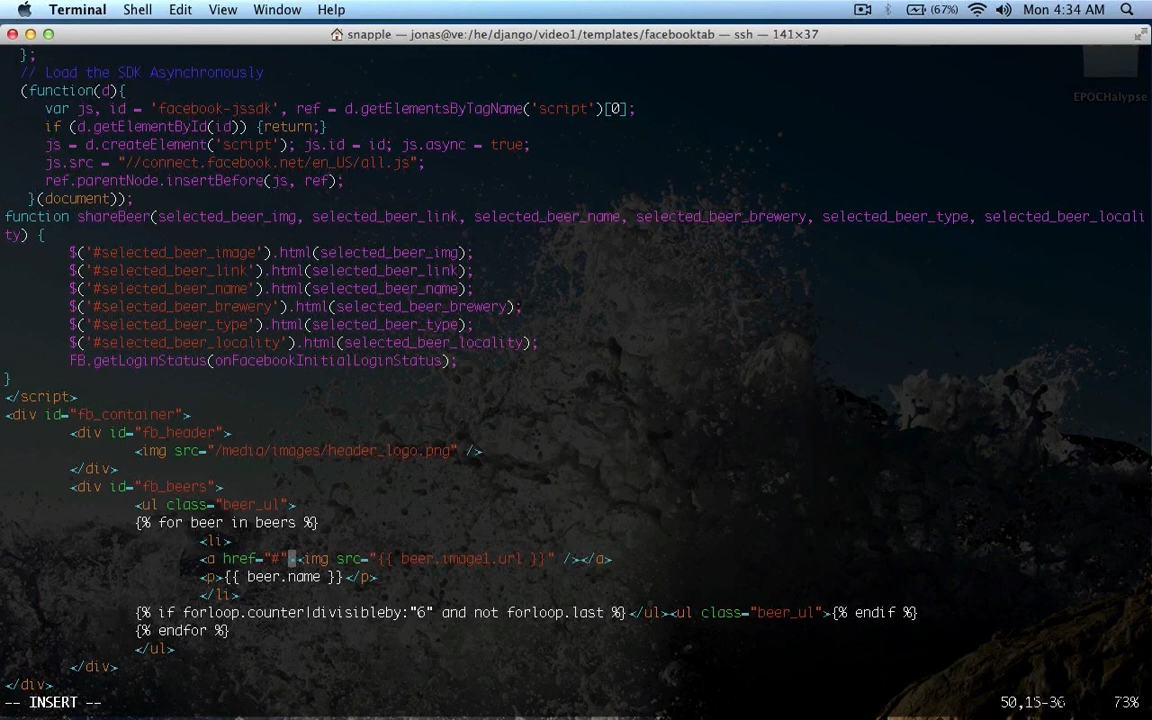 Terminal Shell Edit View Window Help (67%) Mon 4:34 AM
snapple — jonas@ve:/he/django/video1/templates/facebooktab — ssh — 141×37
EPOCHalypse
};
// Load the SDK Asynchronously
(function(d){
var js, id = 'facebook-jssdk', ref = d.getElementsByTagName('script')[0];
if (d.getElementById(id)) {return;}
js = d.createElement('script'); js.id = id; js.async = true;
js.src = "//connect.facebook.net/en_US/all.js";
ref.parentNode.insertBefore(js, ref);
}(document));
function shareBeer(selected_beer_img, selected_beer_link, selected_beer_name, selected_beer_brewery, selected_beer_type, selected_beer_locali
ty) {
$('#selected_beer_image').html(selected_beer_img);
$('#selected_beer_link').html(selected_beer_link);
$('#selected_beer_name').html(selected_beer_name);
$('#selected_beer_brewery').html(selected_beer_brewery);
$('#selected_beer_type').html(selected_beer_type);
$('#selected_beer_locality').html(selected_beer_locality);
FB.getLoginStatus(onFacebookInitialLoginStatus);
}
</script>
<div id="fb_container">
<div id="fb_header">
<img src="/media/images/header_logo.png" />
</div>
<div id="fb_beers">
<ul class="beer_ul">
{% for beer in beers %}
<li>
<a href="#"><img src="{{ beer.image1.url }}" /></a>
<p>{{ beer.name }}</p>
</li>
{% if forloop.counter|divisibleby:"6" and not forloop.last %}</ul><ul class="beer_ul">{% endif %}
{% endfor %}
</ul>
</div>
</div>
-- INSERT -- 50,15-36 73%